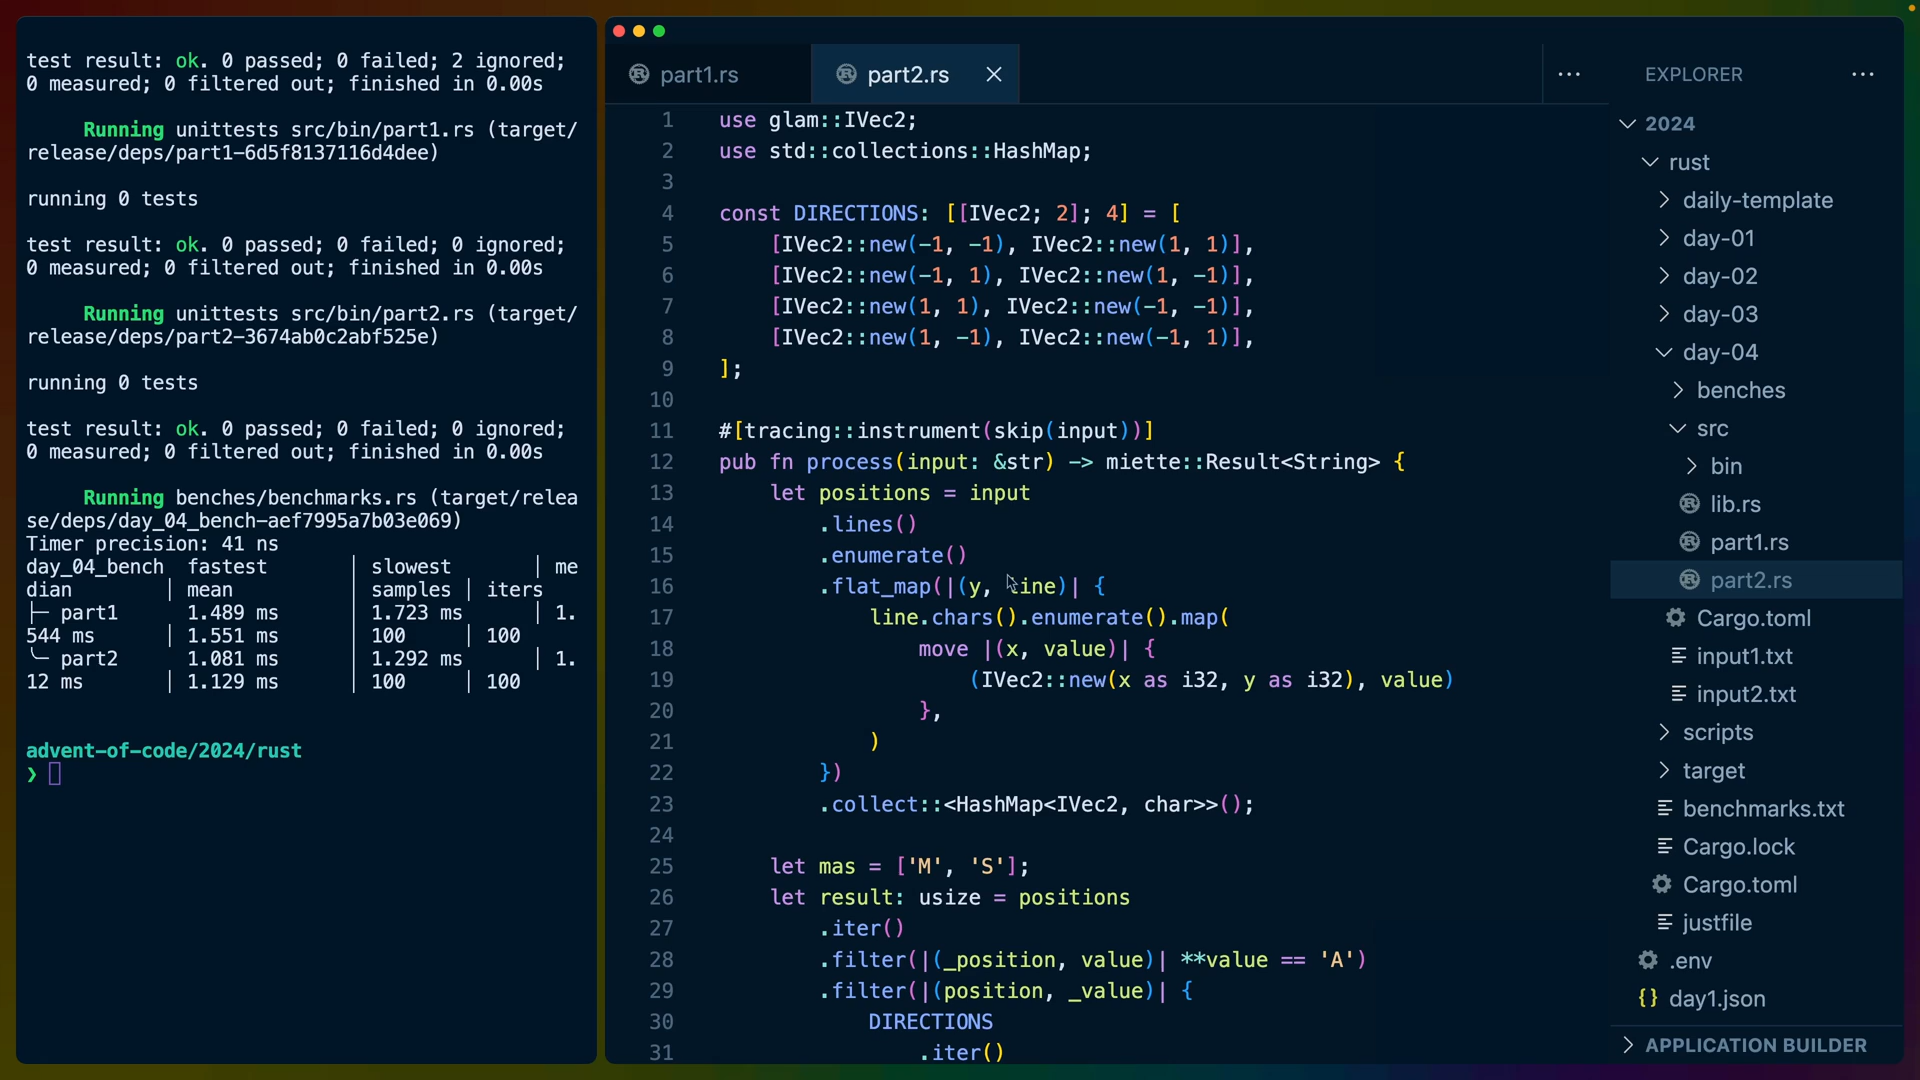 test result: ok. 0 passed; 0 failed; 2 ignored;
0 measured; 0 filtered out; finished in 0.00s
Running unittests src/bin/part1.rs (target/
release/deps/part1-6d5f8137116d4dee)
running 0 tests
test result: ok. 0 passed; 0 failed; 0 ignored;
0 measured; 0 filtered out; finished in 0.00s
Running unittests src/bin/part2.rs (target/
release/deps/part2-3674ab0c2abf525e)
running 0 tests
test result: ok. 0 passed; 0 failed; 0 ignored;
0 measured; 0 filtered out; finished in 0.00s
Running benches/benchmarks.rs (target/relea
se/deps/day_04_bench-aef7995a7b03e069)
Timer precision: 41 ns
day_04_bench  fastest       │ slowest       │ me
dian        │ mean          │ samples │ iters
├─ part1      1.489 ms      │ 1.723 ms      │ 1.
544 ms      │ 1.551 ms      │ 100     │ 100
╰─ part2      1.081 ms      │ 1.292 ms      │ 1.
12 ms       │ 1.129 ms      │ 100     │ 100
advent-of-code/2024/rust
❯
part1.rs
part2.rs
1 use glam::IVec2;
2 use std::collections::HashMap;
3
4 const DIRECTIONS: [[IVec2; 2]; 4] = [
5     [IVec2::new(-1, -1), IVec2::new(1, 1)],
6     [IVec2::new(-1, 1), IVec2::new(1, -1)],
7     [IVec2::new(1, 1), IVec2::new(-1, -1)],
8     [IVec2::new(1, -1), IVec2::new(-1, 1)],
9 ];
10
11 #[tracing::instrument(skip(input))]
12 pub fn process(input: &str) -> miette::Result<String> {
13     let positions = input
14         .lines()
15         .enumerate()
16         .flat_map(|(y, line)| {
17             line.chars().enumerate().map(
18                 move |(x, value)| {
19                     (IVec2::new(x as i32, y as i32), value)
20                 },
21             )
22         })
23         .collect::<HashMap<IVec2, char>>();
24
25     let mas = ['M', 'S'];
26     let result: usize = positions
27         .iter()
28         .filter(|(_position, value)| **value == 'A')
29         .filter(|(position, _value)| {
30             DIRECTIONS
31                 .iter()
EXPLORER
2024
rust
daily-template
day-01
day-02
day-03
day-04
benches
src
bin
lib.rs
part1.rs
part2.rs
Cargo.toml
input1.txt
input2.txt
scripts
target
benchmarks.txt
Cargo.lock
Cargo.toml
justfile
.env
day1.json
APPLICATION BUILDER